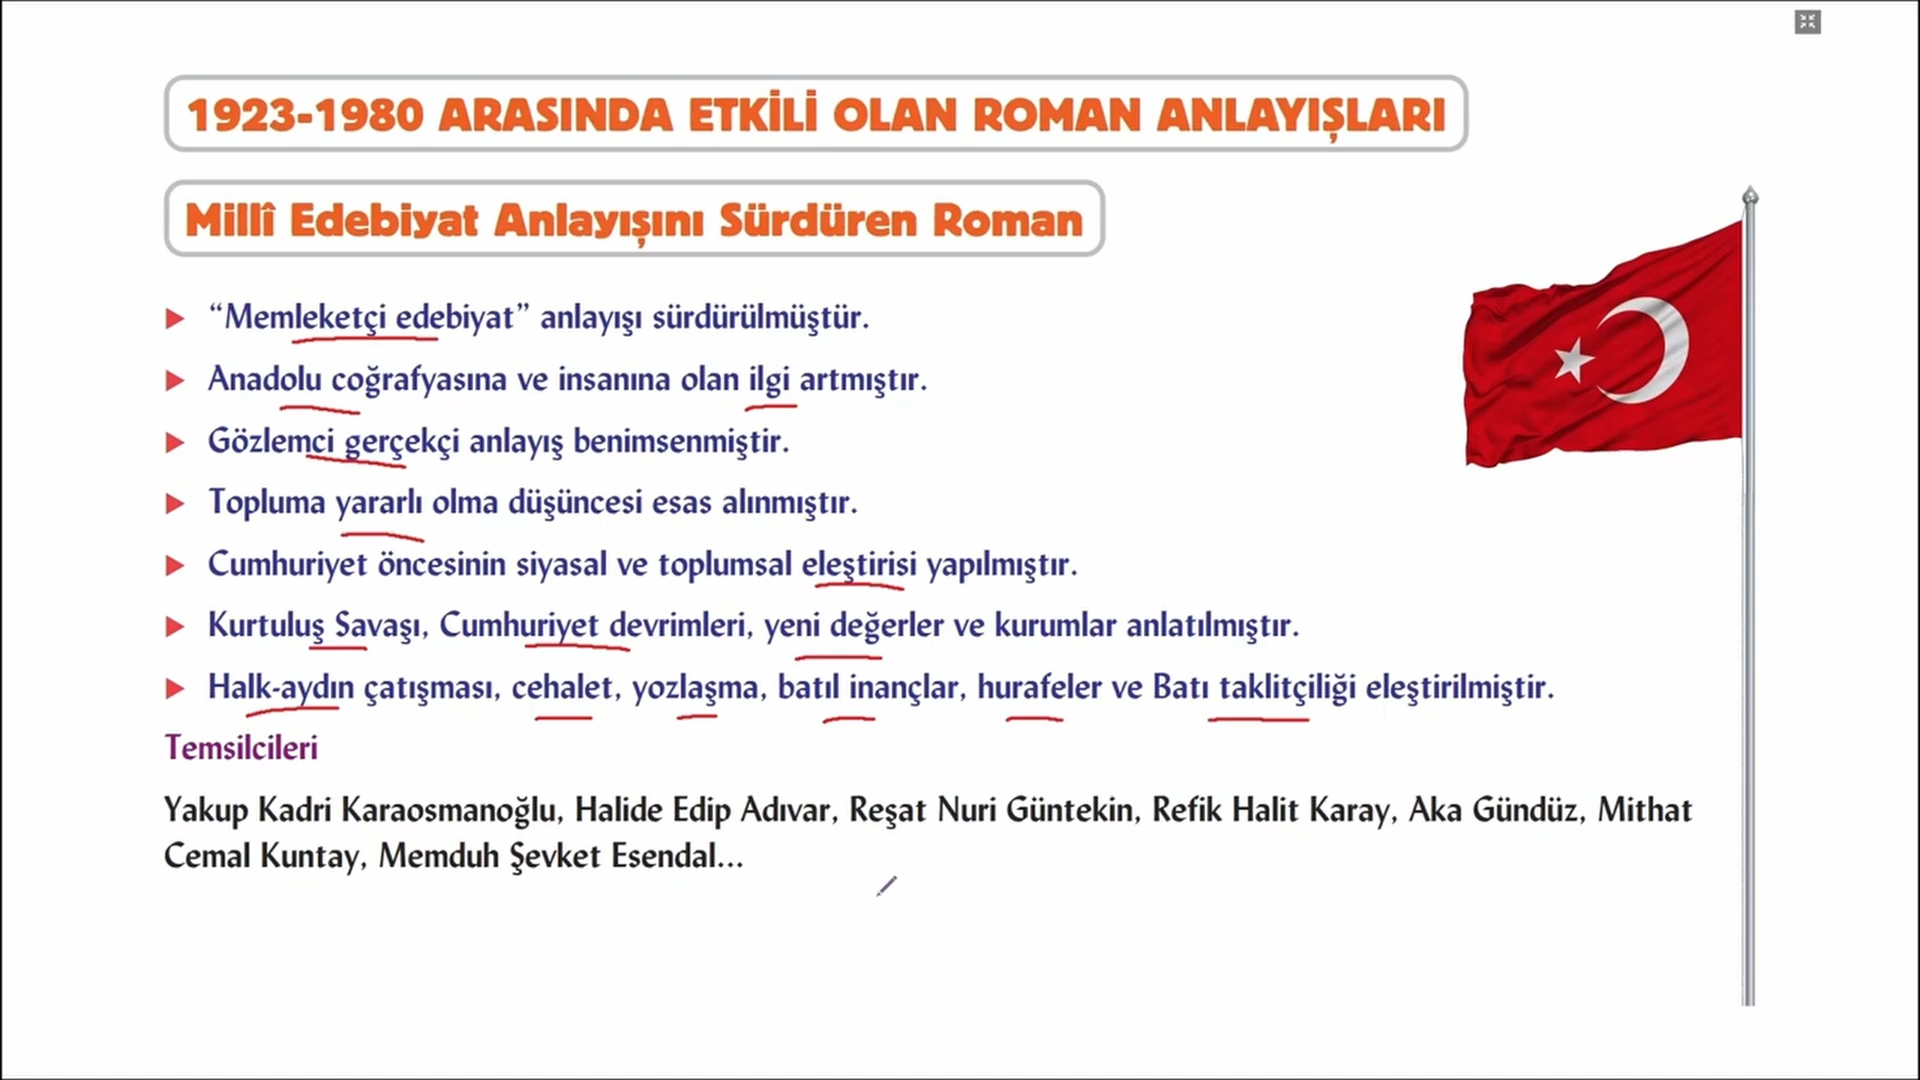 1923-1980 ARASINDA ETKİLİ OLAN ROMAN ANLAYIŞLARI
Millî Edebiyat Anlayışını Sürdüren Roman
“Memleketçi edebiyat” anlayışı sürdürülmüştür.
Anadolu coğrafyasına ve insanına olan ilgi artmıştır.
Gözlemci gerçekçi anlayış benimsenmiştir.
Topluma yararlı olma düşüncesi esas alınmıştır.
Cumhuriyet öncesinin siyasal ve toplumsal eleştirisi yapılmıştır.
Kurtuluş Savaşı, Cumhuriyet devrimleri, yeni değerler ve kurumlar anlatılmıştır.
Halk-aydın çatışması, cehalet, yozlaşma, batıl inançlar, hurafeler ve Batı taklitçiliği eleştirilmiştir.
Temsilcileri
Yakup Kadri Karaosmanoğlu, Halide Edip Adıvar, Reşat Nuri Güntekin, Refik Halit Karay, Aka Gündüz, Mithat
Cemal Kuntay, Memduh Şevket Esendal...